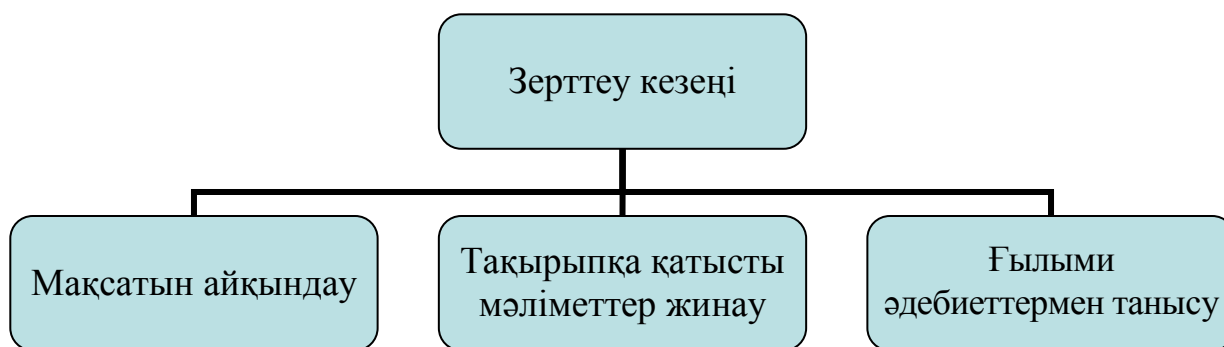 Зерттеу кезеңі
Мақсатын айқындау
Тақырыпқа қатысты
мәліметтер жинау
Ғылыми
әдебиеттермен танысу